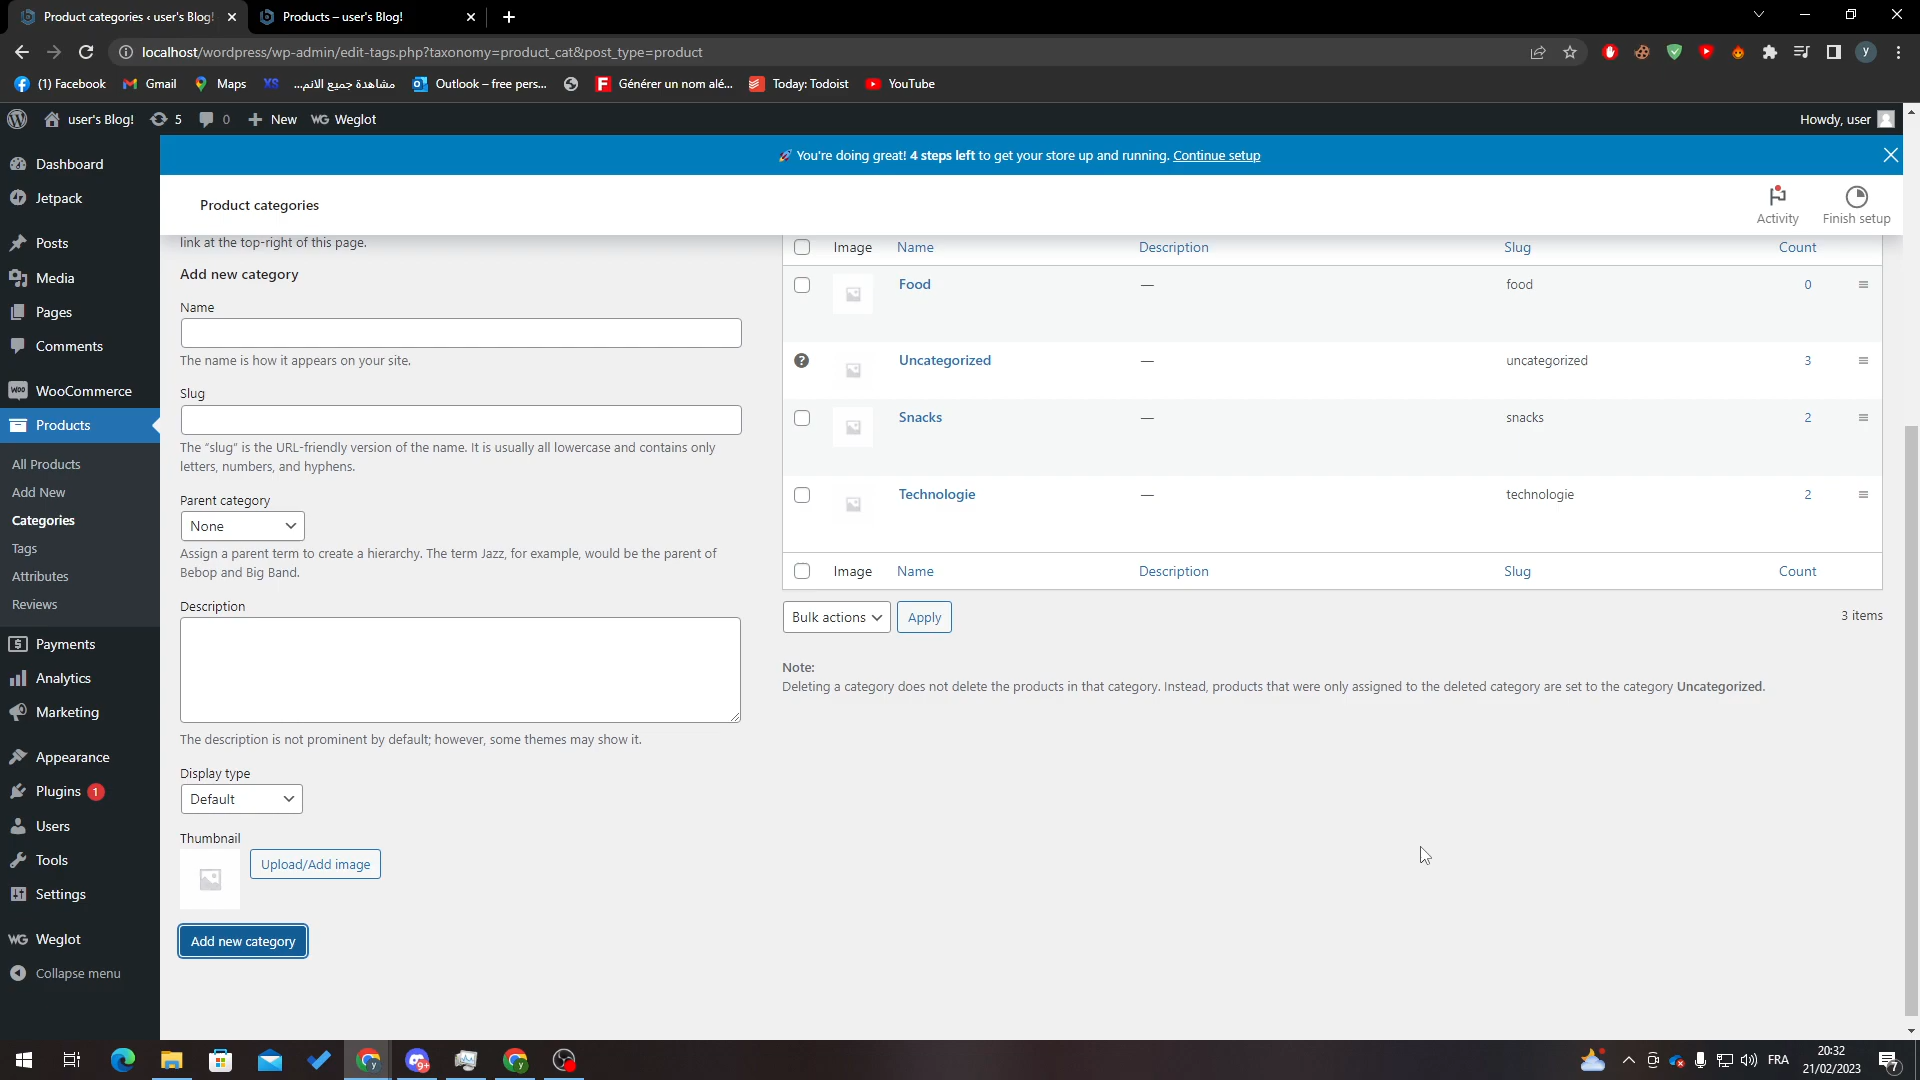 Product categories ‹ user's Blog!
Products – user's Blog!
localhost/wordpress/wp-admin/edit-tags.php?taxonomy=product_cat&post_type=product
y
(1) Facebook
Gmail
Maps
XS
مشاهدة جميع الانم...
Outlook – free pers...
Générer un nom alé...
Today: Todoist
YouTube
user's Blog!
5
0
New
WG Weglot
Howdy, user
Dashboard
Jetpack
Posts
Media
Pages
Comments
WooCommerce
Products
All Products
Add New
Categories
Tags
Attributes
Reviews
Payments
Analytics
Marketing
Appearance
Plugins 1
Users
Tools
Settings
WG Weglot
Collapse menu
🚀 You're doing great! 4 steps left to get your store up and running. Continue setup
Product categories
Activity
Finish setup
link at the top-right of this page.
Add new category
Name
The name is how it appears on your site.
Slug
The “slug” is the URL-friendly version of the name. It is usually all lowercase and contains only
letters, numbers, and hyphens.
Parent category
None
Assign a parent term to create a hierarchy. The term Jazz, for example, would be the parent of
Bebop and Big Band.
Description
The description is not prominent by default; however, some themes may show it.
Display type
Default
Thumbnail
Upload/Add image
Add new category
Image Name Description Slug Count
Food — food 0
? Uncategorized — uncategorized 3
Snacks — snacks 2
Technologie — technologie 2
Image Name Description Slug Count
Bulk actions
Apply
3 items
Note:
Deleting a category does not delete the products in that category. Instead, products that were only assigned to the deleted category are set to the category Uncategorized.
9+
FRA
20:32
21/02/2023
7